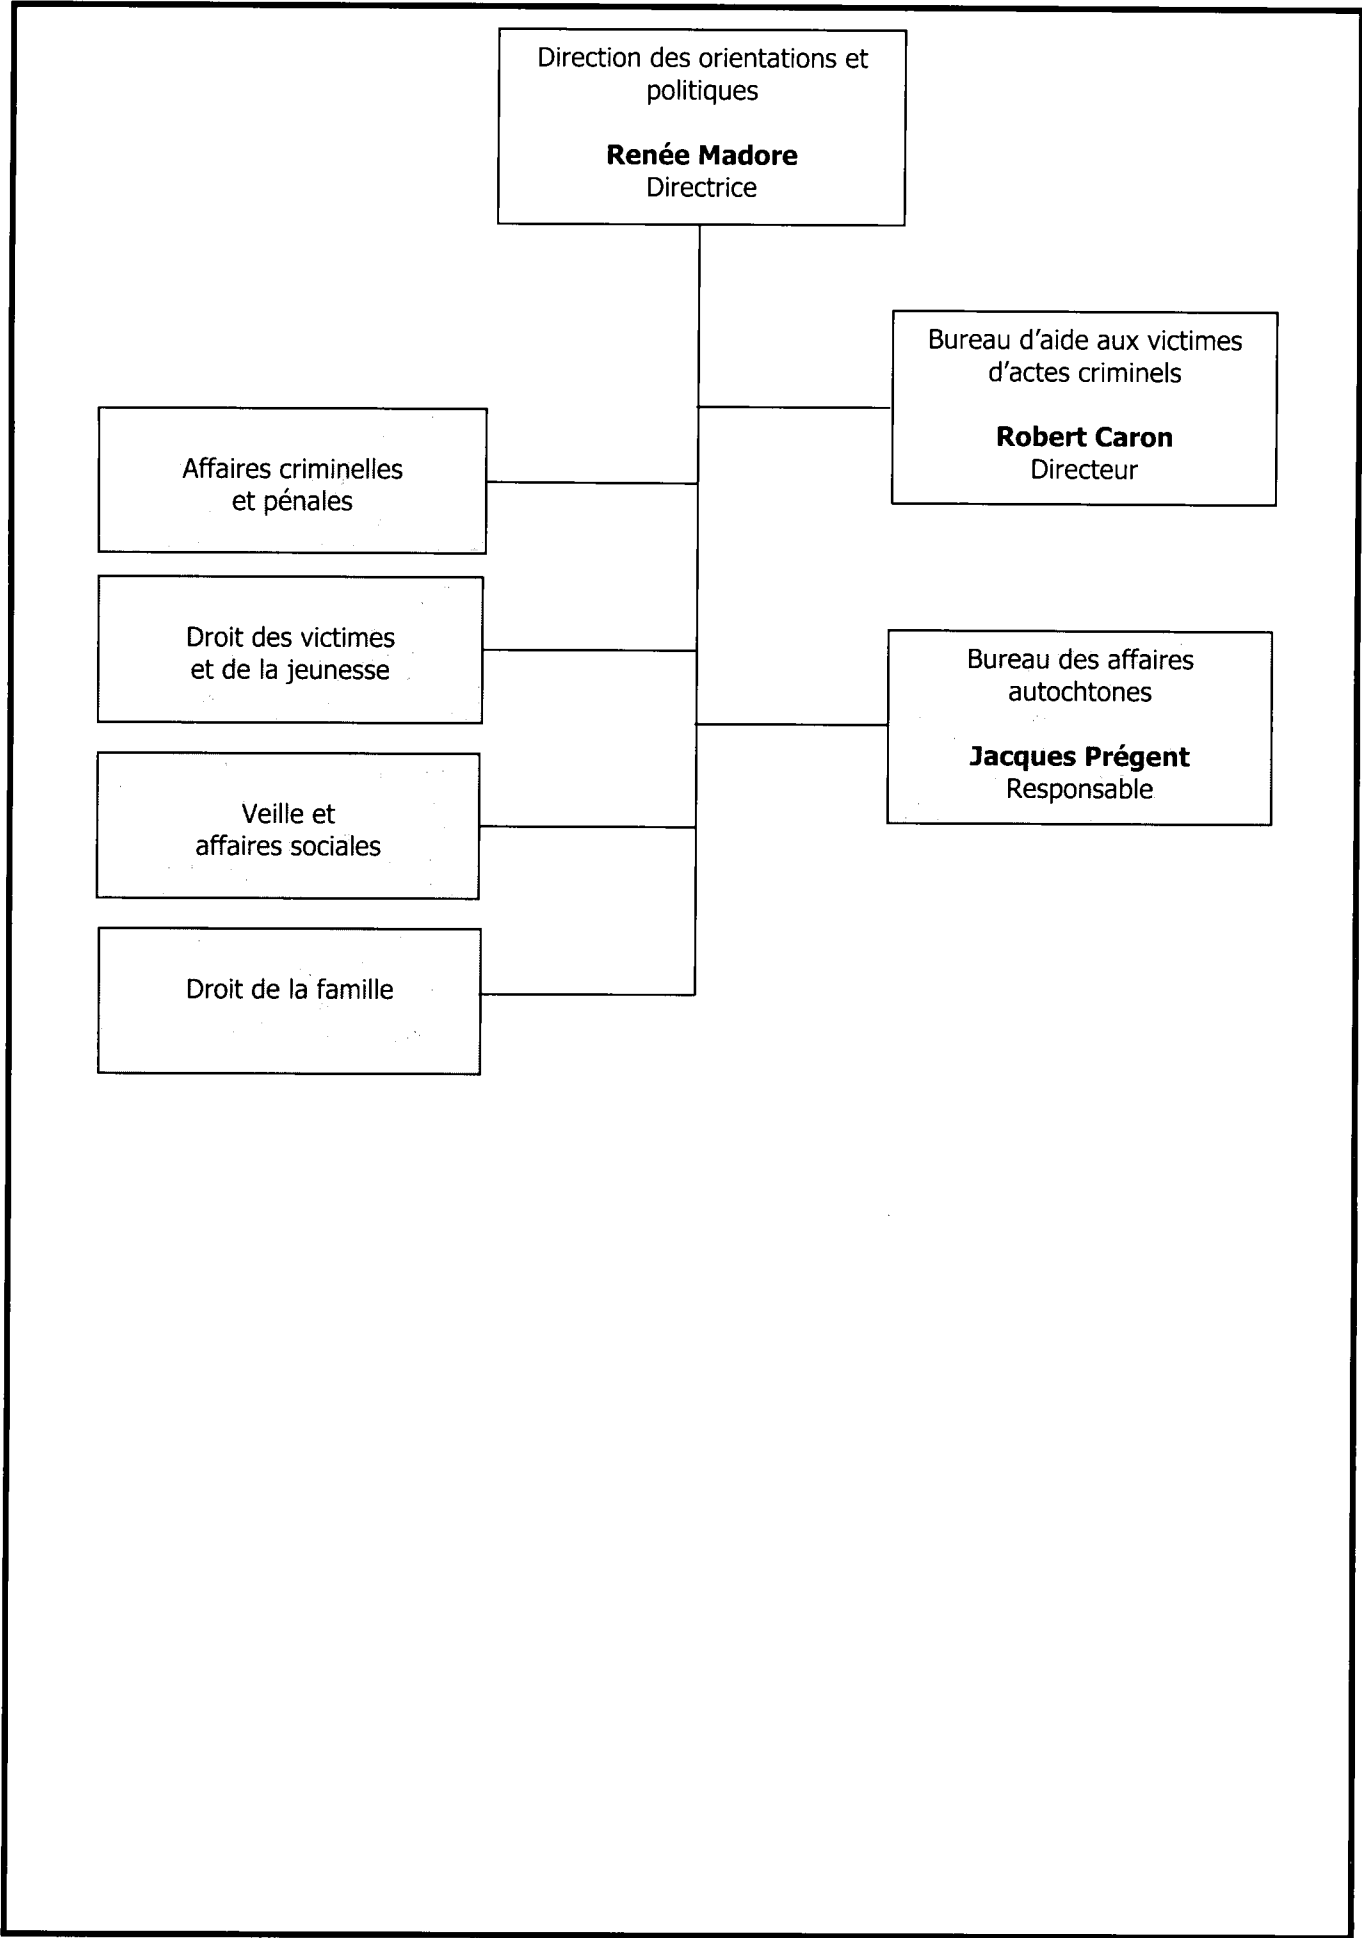 Direction des orientations et
politiques
Renée Madore
Directrice
Bureau d'aide aux victimes
d'actes criminels
Robert Caron
Directeur
Affaires criminelles
et pénales
Droit des victimes
et de la jeunesse
Bureau des affaires
autochtones
Jacques Prégent
Responsable
Veille et
affaires sociales
Droit de la famille